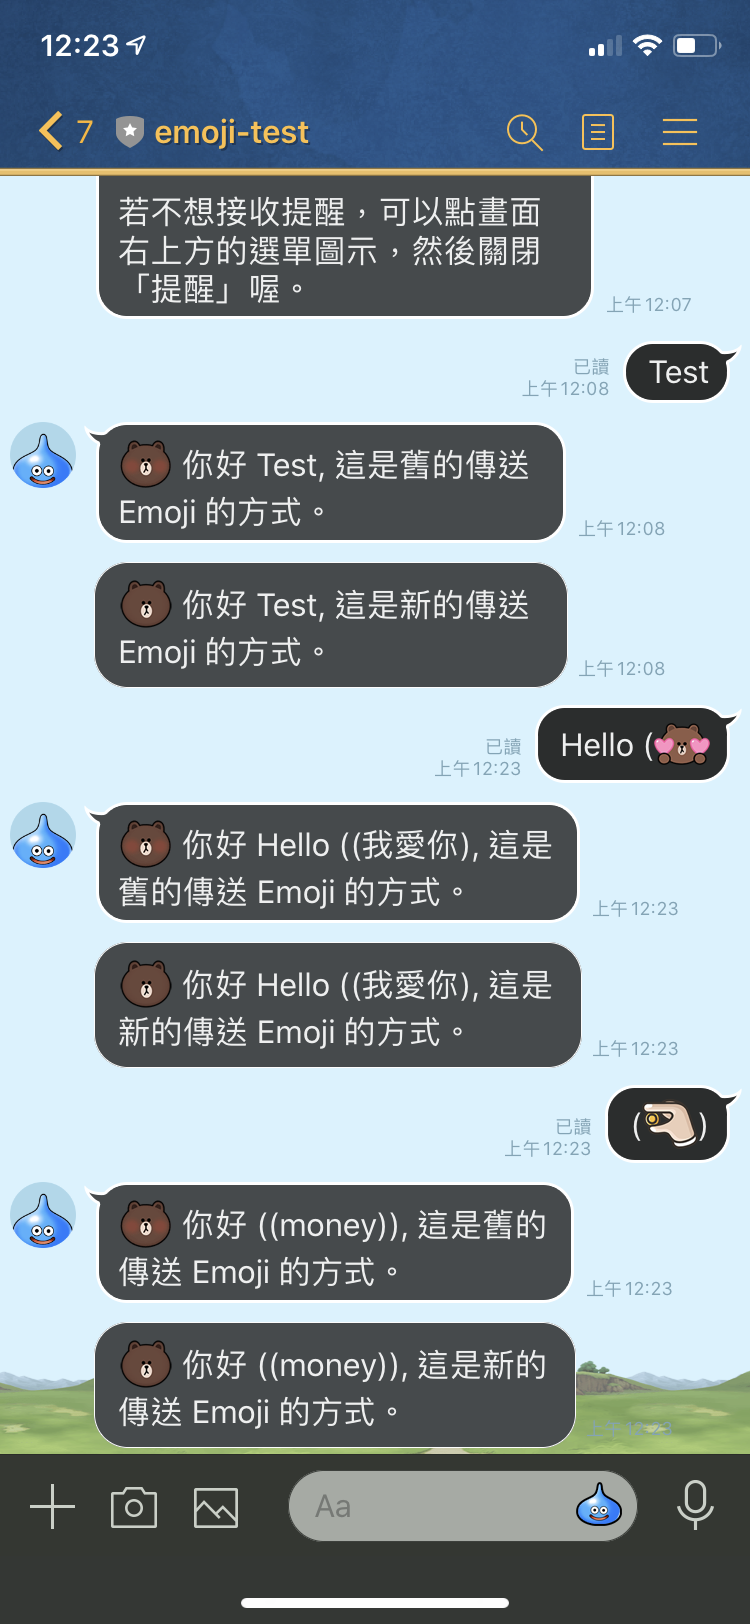 12:23
7 emoji-test
若不想接收提醒，可以點畫面
右上方的選單圖示，然後關閉
「提醒」喔。
上午12:07
Test
已讀
上午12:08
你好 Test, 這是舊的傳送
Emoji 的方式。
上午12:08
你好 Test, 這是新的傳送
Emoji 的方式。
上午12:08
Hello (
已讀
上午12:23
你好 Hello ((我愛你), 這是
舊的傳送 Emoji 的方式。
上午12:23
你好 Hello ((我愛你), 這是
新的傳送 Emoji 的方式。
上午12:23
()
已讀
上午12:23
你好 ((money)), 這是舊的
傳送 Emoji 的方式。
上午12:23
你好 ((money)), 這是新的
傳送 Emoji 的方式。
上午12:23
Aa